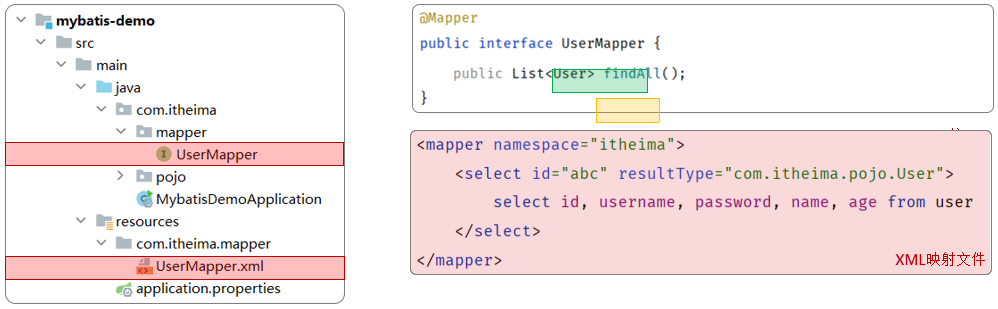 mybatis-demo
src
main
java
com.itheima
mapper
UserMapper
pojo
MybatisDemoApplication
resources
com.itheima.mapper
UserMapper.xml
application.properties
@Mapper
public interface UserMapper {
public List<User> findAll();
}
<mapper namespace="itheima">
<select id="abc" resultType="com.itheima.pojo.User">
select id, username, password, name, age from user
</select>
</mapper>
XML映射文件